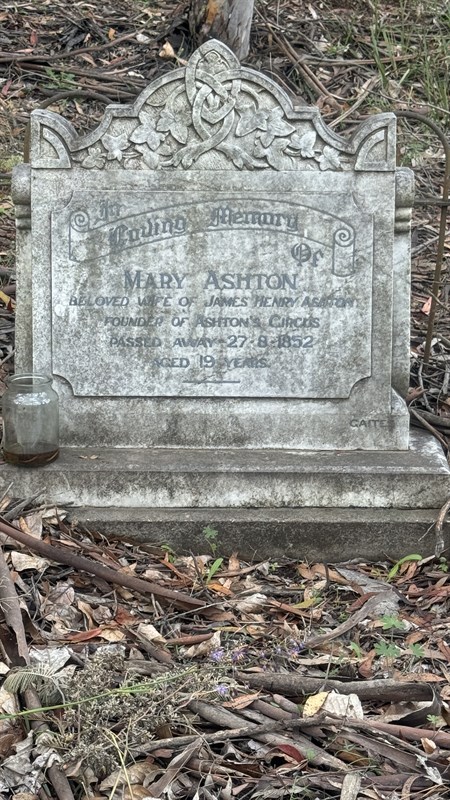 In
Loving Memory
Of
MARY ASHTON
BELOVED WIFE OF JAMES HENRY ASHTON
FOUNDER OF ASHTON'S CIRCUS
PASSED AWAY 27·8·1852
AGED 19 YEARS.